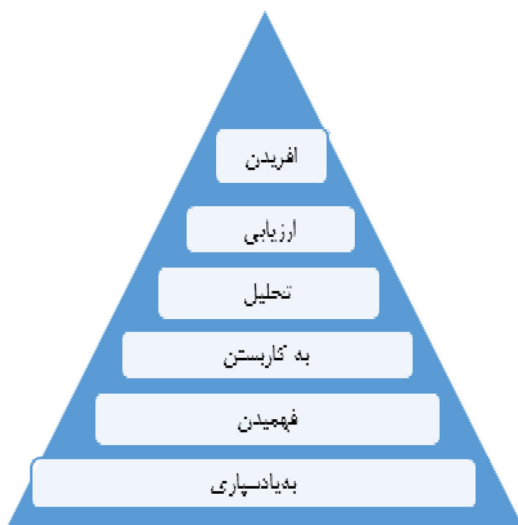 افریدن
ارزیابی
تحلیل
به کاربستن
فهمیدن
به‌یادسپاری